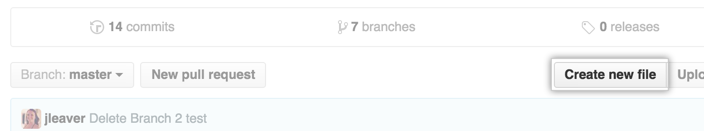 14 commits 7 branches 0 releases
Branch: master New pull request Create new file Uplo
jleaver Delete Branch 2 test